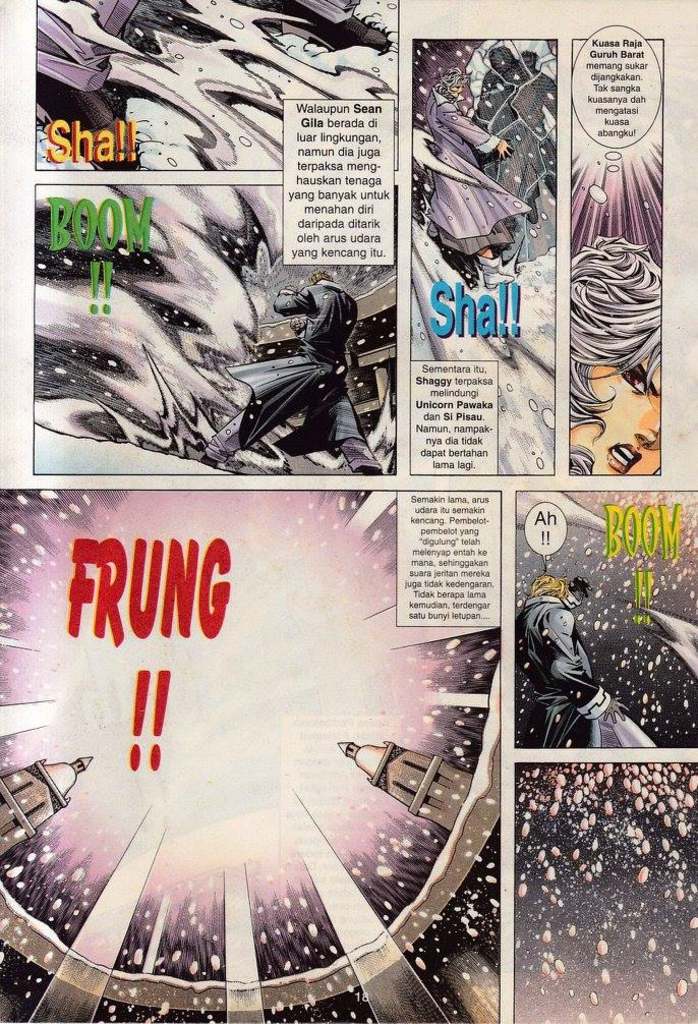 Sha!!
Walaupun Sean
Gila berada di
luar lingkungan,
namun dia juga
terpaksa meng-
hauskan tenaga
yang banyak untuk
menahan diri
daripada ditarik
oleh arus udara
yang kencang itu.
BOOM
!!
Sha!!
Sementara itu,
Shaggy terpaksa
melindungi
Unicorn Pawaka
dan Si Pisau.
Namun, nampak-
nya dia tidak
dapat bertahan
lama lagi.
Kuasa Raja
Guruh Barat
memang sukar
dijangkakan.
Tak sangka
kuasanya dah
mengatasi
kuasa
abangku!
FRUNG
!!
Semakin lama, arus
udara itu semakin
kencang. Pembelot-
pembelot yang
"digulung" telah
melenyap entah ke
mana, sehinggakan
suara jeritan mereka
juga tidak kedengaran.
Tidak berapa lama
kemudian, terdengar
satu bunyi letupan....
Ah
!!
BOOM
!!
18